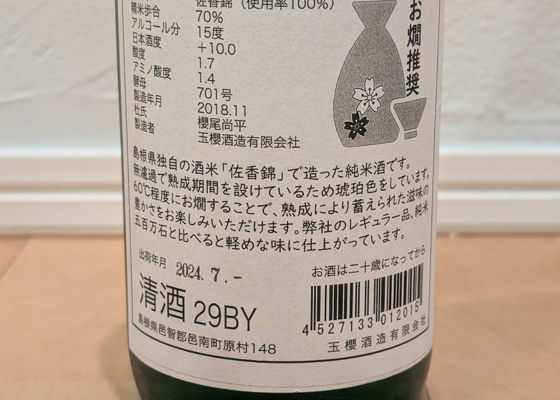 佐香錦（使用率100％）
精米歩合 70%
アルコール分 15度
日本酒度 +10.0
酸度 1.7
アミノ酸度 1.4
酵母 701号
製造年月 2018.11
杜氏 櫻尾尚平
製造者 玉櫻酒造有限会社
お燗推奨
島根県独自の酒米「佐香錦」で造った純米酒です。
無濾過で熟成期間を設けているため琥珀色をしています。
60℃程度にお燗することで、熟成により蓄えられた滋味の
豊かさをお楽しみいただけます。弊社のレギュラー品、純米
五百万石と比べると軽めな味に仕上がっています。
出荷年月 2024.7.-
お酒は二十歳になってから
清酒 29BY
4 527133 012015
島根県邑智郡邑南町原村148
玉櫻酒造有限会社